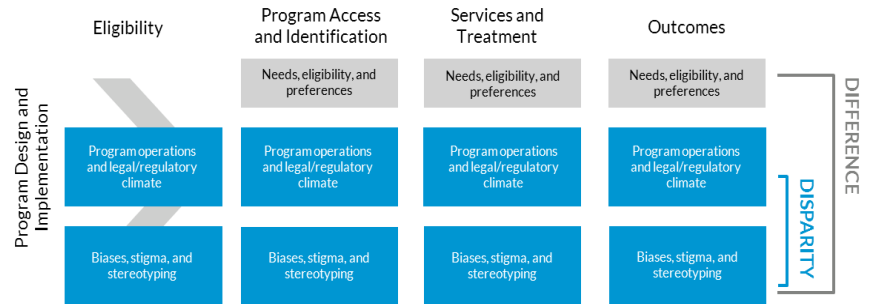 Eligibility
Program Access
and Identification
Services and
Treatment
Outcomes
Program Design and
Implementation
Needs, eligibility, and
preferences
Needs, eligibility, and
preferences
Needs, eligibility, and
preferences
Program operations
and legal/regulatory
climate
Program operations
and legal/regulatory
climate
Program operations
and legal/regulatory
climate
Program operations
and legal/regulatory
climate
Biases, stigma, and
stereotyping
Biases, stigma, and
stereotyping
Biases, stigma, and
stereotyping
Biases, stigma, and
stereotyping
DISPARITY
DIFFERENCE